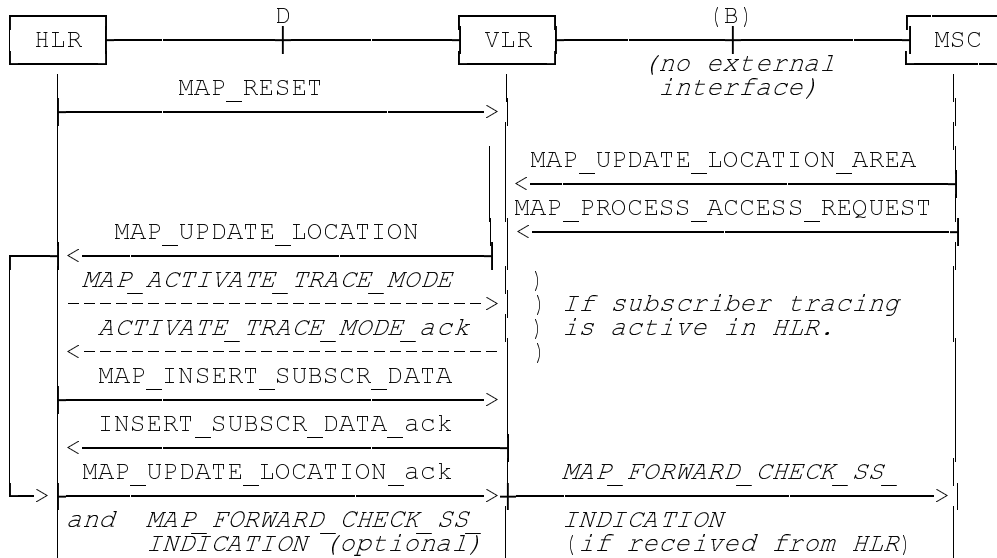 D (B)
HLR VLR MSC
(no external
interface)
MAP_RESET
MAP_UPDATE_LOCATION_AREA
MAP_PROCESS_ACCESS_REQUEST
MAP_UPDATE_LOCATION
MAP_ACTIVATE_TRACE_MODE )
) If subscriber tracing
ACTIVATE_TRACE_MODE_ack ) is active in HLR.
)
MAP_INSERT_SUBSCR_DATA
INSERT_SUBSCR_DATA_ack
MAP_UPDATE_LOCATION_ack MAP_FORWARD_CHECK_SS_
and MAP_FORWARD_CHECK_SS_ INDICATION
INDICATION (optional) (if received from HLR)